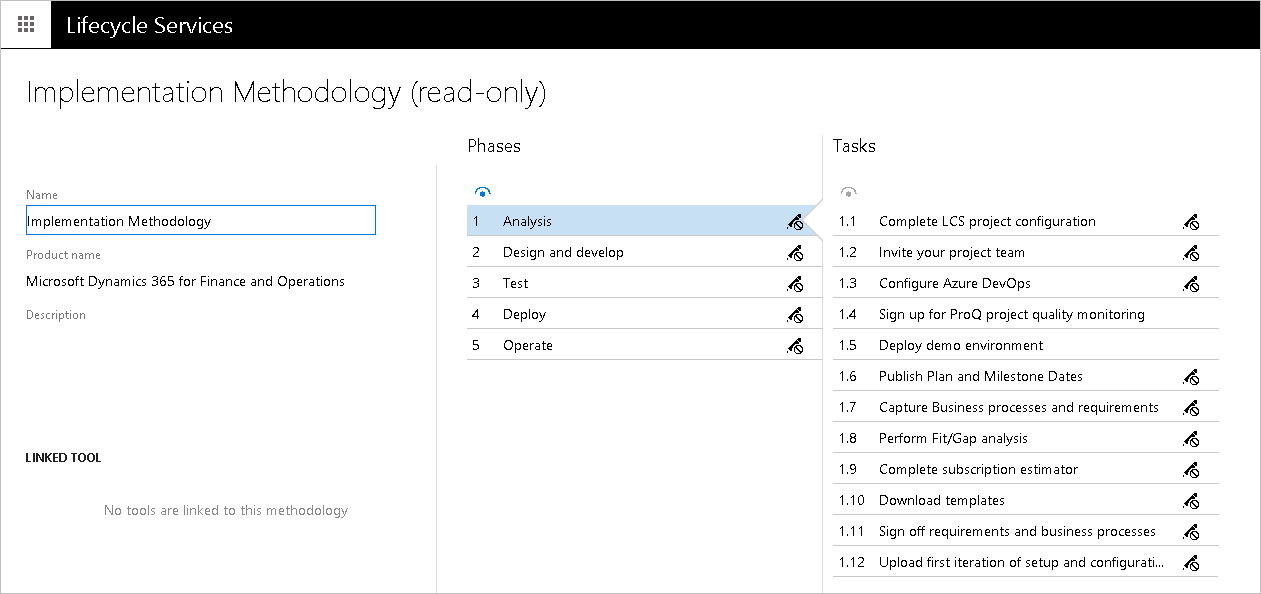 Lifecycle Services
Implementation Methodology (read-only)
Name
Implementation Methodology
Product name
Microsoft Dynamics 365 for Finance and Operations
Description
LINKED TOOL
No tools are linked to this methodology
Phases
1 Analysis
2 Design and develop
3 Test
4 Deploy
5 Operate
Tasks
1.1 Complete LCS project configuration
1.2 Invite your project team
1.3 Configure Azure DevOps
1.4 Sign up for ProQ project quality monitoring
1.5 Deploy demo environment
1.6 Publish Plan and Milestone Dates
1.7 Capture Business processes and requirements
1.8 Perform Fit/Gap analysis
1.9 Complete subscription estimator
1.10 Download templates
1.11 Sign off requirements and business processes
1.12 Upload first iteration of setup and configurati...